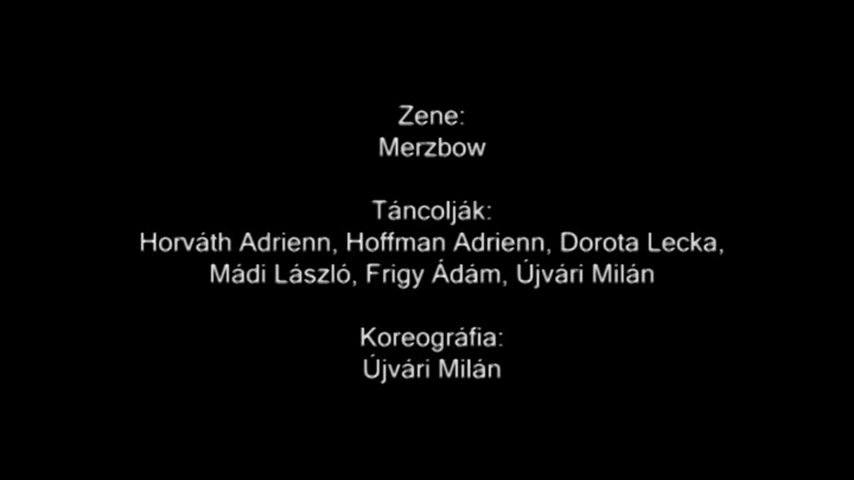 Zene:
Merzbow
Táncolják:
Horváth Adrienn, Hoffman Adrienn, Dorota Lecka,
Mádi László, Frigy Ádám, Újvári Milán
Koreográfia:
Újvári Milán